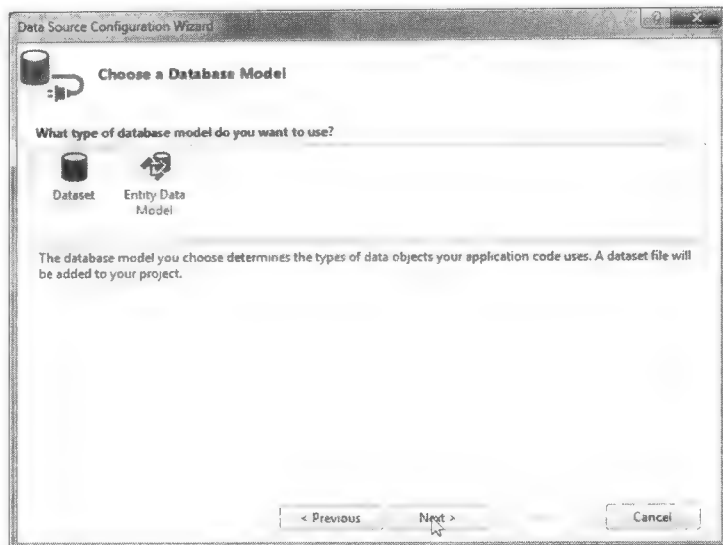 Data Source Configuration Wizard
Choose a Database Model
What type of database model do you want to use?
Dataset
Entity Data
Model
The database model you choose determines the types of data objects your application code uses. A dataset file will
be added to your project.
< Previous
Next >
Cancel